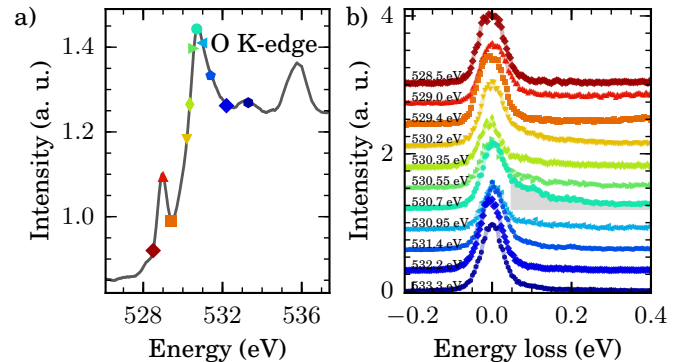 a)
O K-edge
Intensity (a. u.)
1.4
1.2
1.0
528
532
536
Energy (eV)
b)
Intensity (a. u.)
4
2
0
528.5 eV
529.0 eV
529.4 eV
530.2 eV
530.35 eV
530.55 eV
530.7 eV
530.95 eV
531.4 eV
532.2 eV
533.3 eV
−0.2
0.0
0.2
0.4
Energy loss (eV)